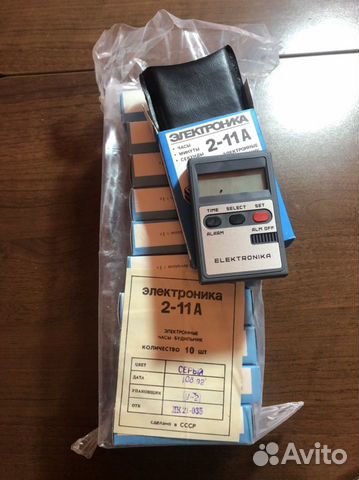 ЭЛЕКТРОНИКА
2-11А
• ЧАСЫ
• МИНУТЫ
• СЕКУНДЫ
ЭЛЕКТРОННЫЕ
TIME SELECT SET
ALARM ALM OFF
ELEKTRONIKA
электроника
2-11А
ЭЛЕКТРОННЫЕ
ЧАСЫ-БУДИЛЬНИК
КОЛИЧЕСТВО 10 ШТ
ЦВЕТ СЕРЫЙ
ДАТА
УПАКОВЩИК
ОТК
сделано в СССР
Avito